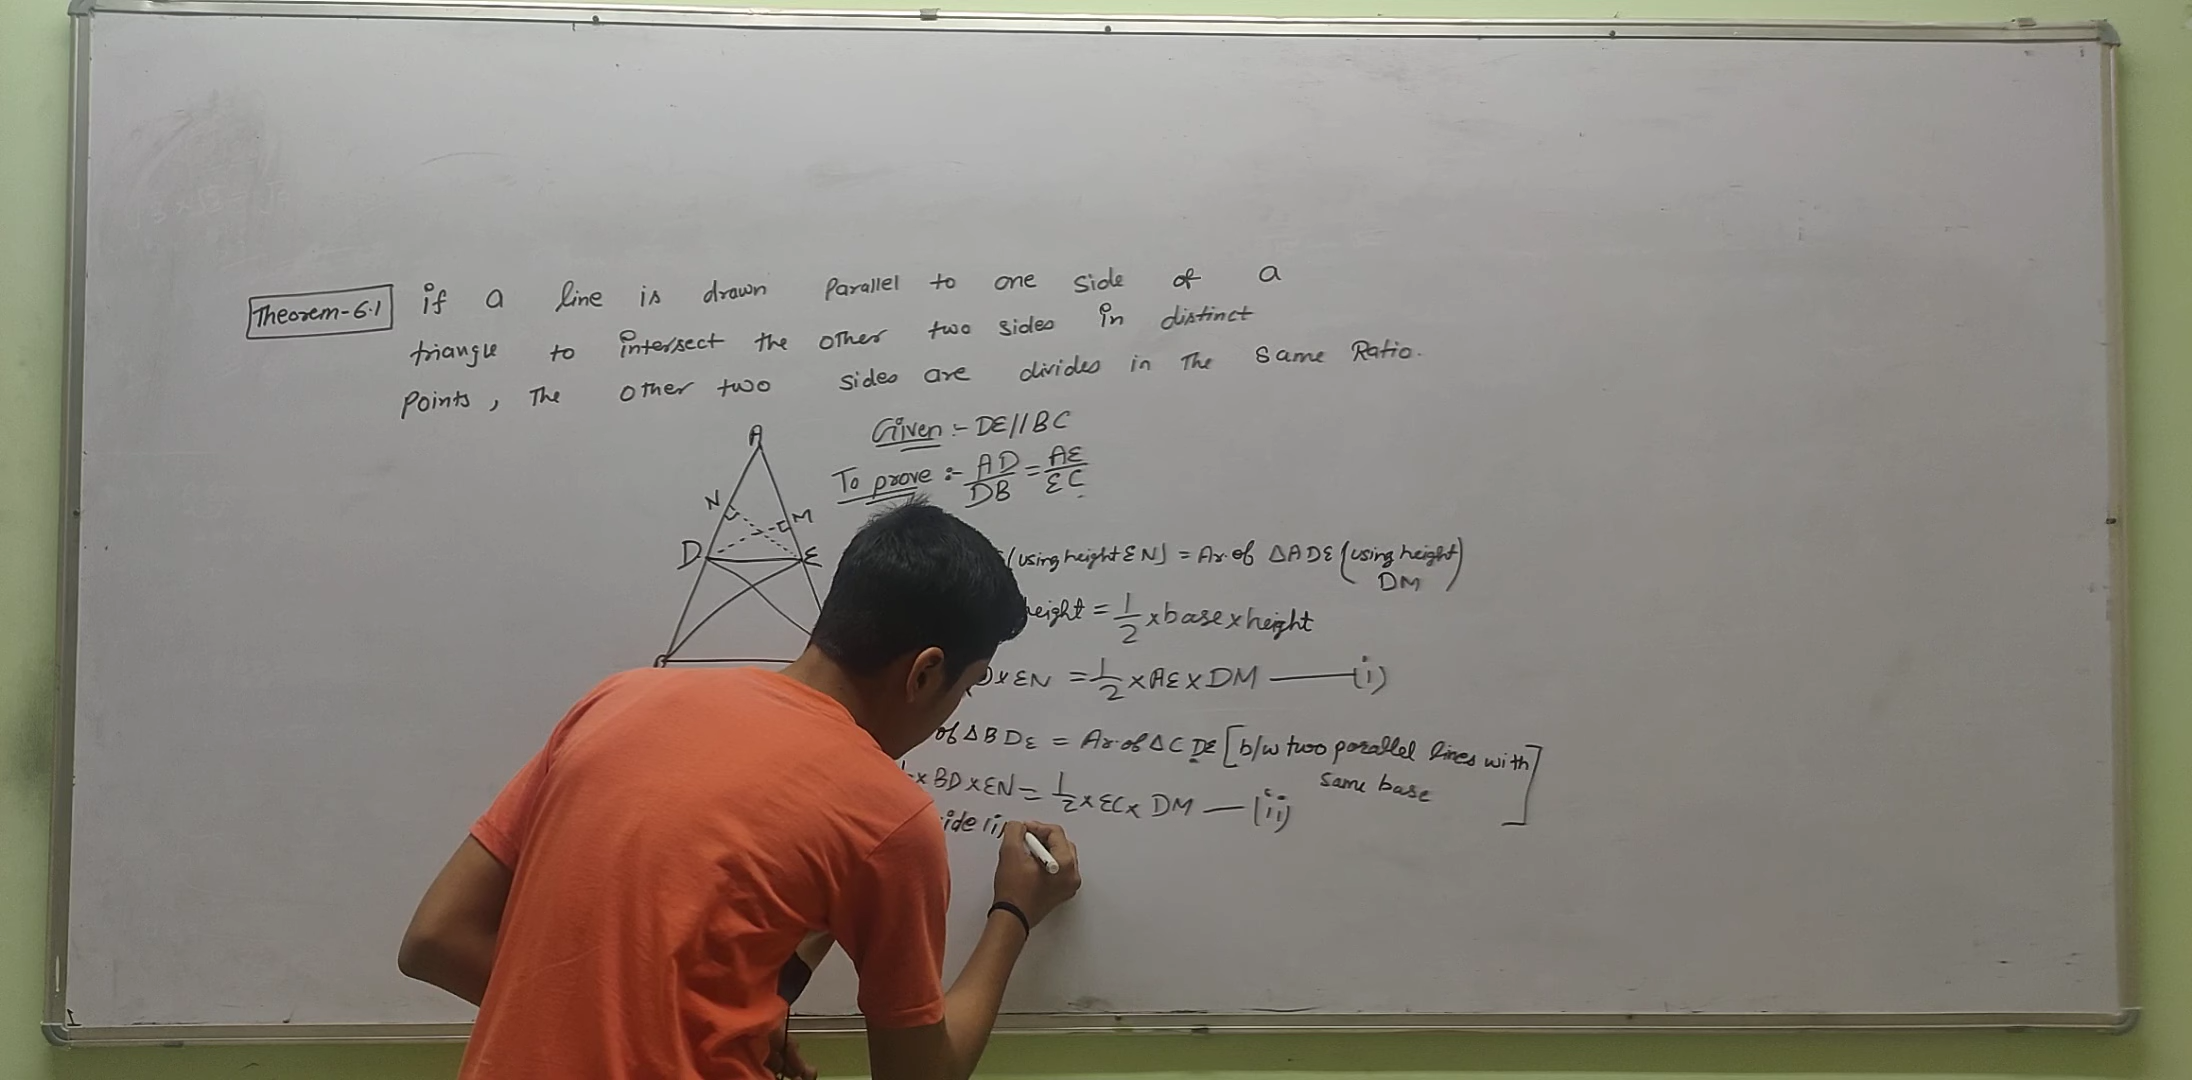 Theorem-6.1 if a line is drawn Parallel to one side of a
triangle to intersect the other two sides in distinct
Points, The other two sides are divides in The Same Ratio.
Given :- DE//BC
To prove :- AD/DB = AE/EC
A
N
M
D
E
(using height EN) = Ar. of ΔADE (using height DM)
height = 1/2 × base × height
× EN = 1/2 × AE × DM — (i)
of ΔBDE = Ar. of ΔCDE [b/w two parallel lines with
same base]
× BD × EN = 1/2 × EC × DM — (ii)